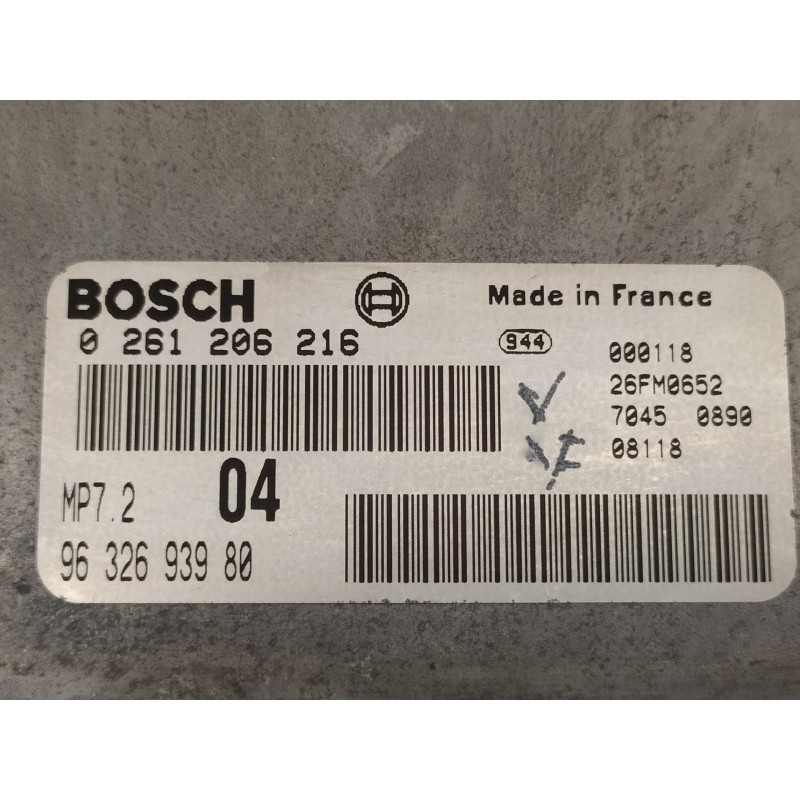 BOSCH Made in France
0 261 206 216 944 000118
26FM0652
7045 0890
08118
MP7.2 04
96 326 939 80